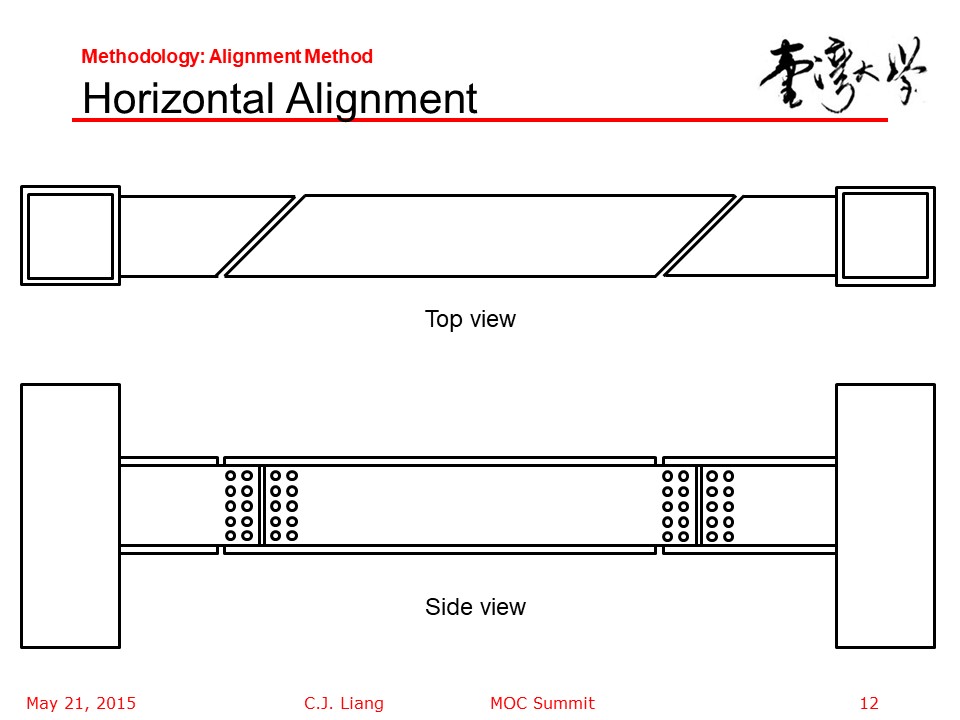 Methodology: Alignment Method
Horizontal Alignment
臺灣大學
Top view
Side view
May 21, 2015 C.J. Liang MOC Summit 12